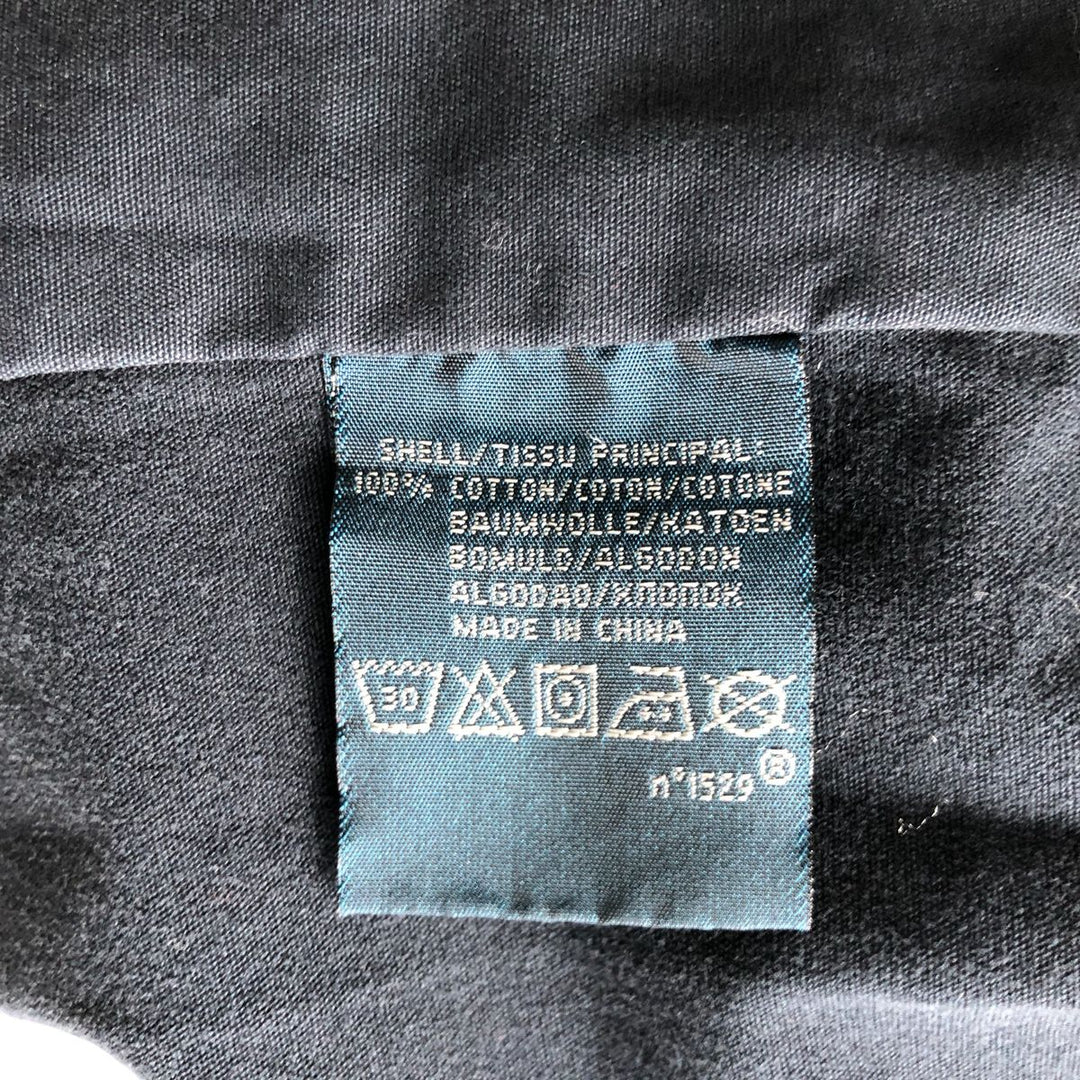 SHELL/TISSU PRINCIPAL:
100% COTTON/COTON/COTONE
BAUMWOLLE/KATOEN
BOMULD/ALGODON
ALGODAO/ХЛОПОК
MADE IN CHINA
30
n°1529®